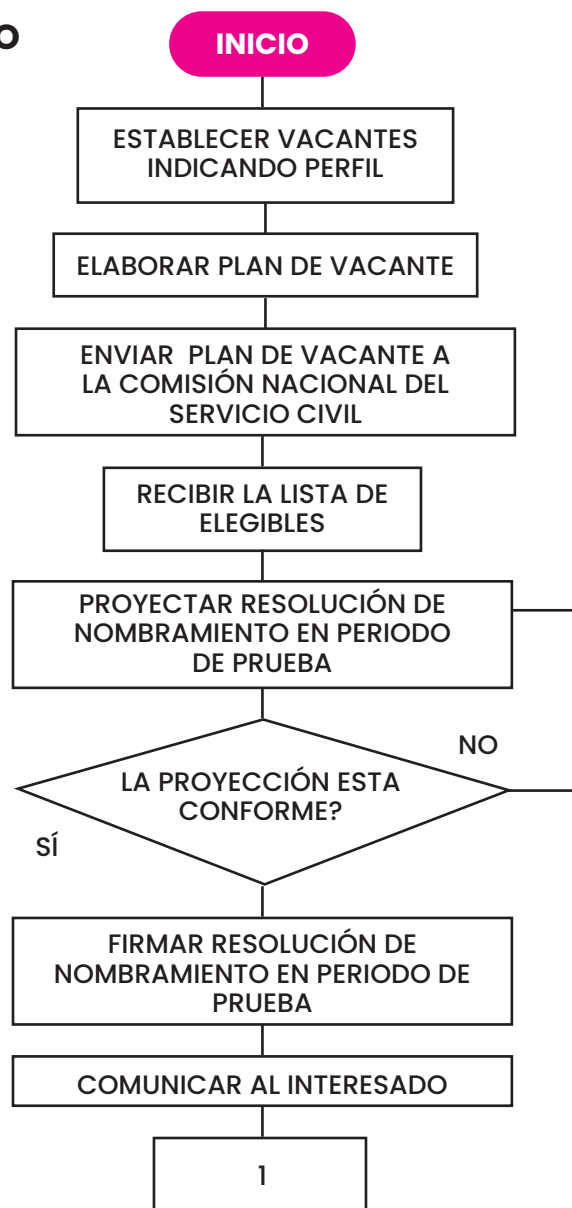 O
INICIO
ESTABLECER VACANTES
INDICANDO PERFIL
ELABORAR PLAN DE VACANTE
ENVIAR PLAN DE VACANTE A
LA COMISIÓN NACIONAL DEL
SERVICIO CIVIL
RECIBIR LA LISTA DE
ELEGIBLES
PROYECTAR RESOLUCIÓN DE
NOMBRAMIENTO EN PERIODO
DE PRUEBA
NO
LA PROYECCIÓN ESTA
CONFORME?
SÍ
FIRMAR RESOLUCIÓN DE
NOMBRAMIENTO EN PERIODO DE
PRUEBA
COMUNICAR AL INTERESADO
1